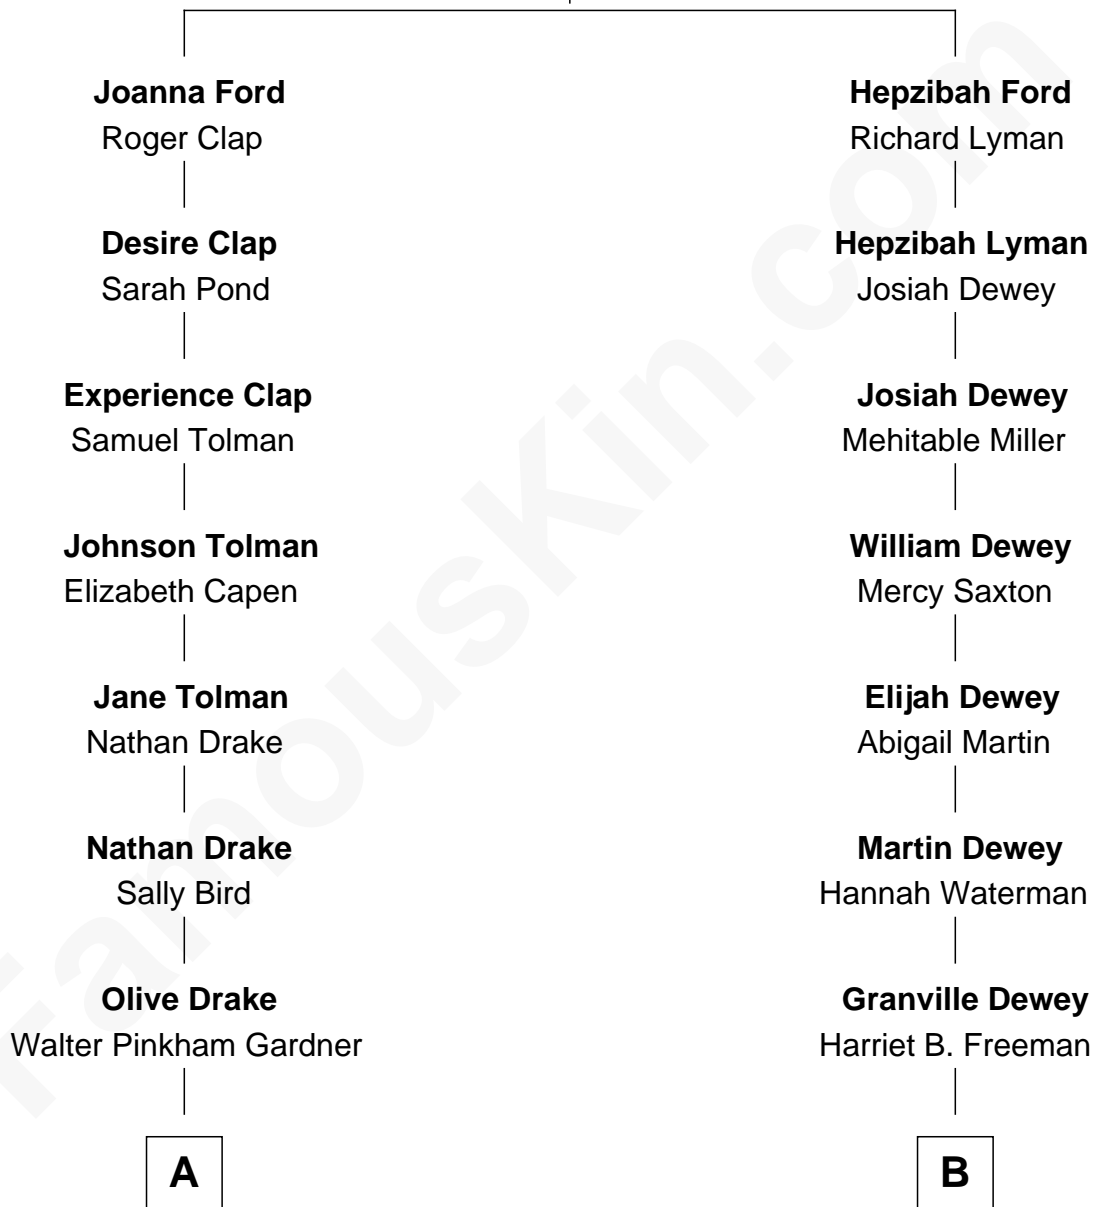 Joanna Ford
Roger Clap
Desire Clap
Sarah Pond
Experience Clap
Samuel Tolman
Johnson Tolman
Elizabeth Capen
Jane Tolman
Nathan Drake
Nathan Drake
Sally Bird
Olive Drake
Walter Pinkham Gardner
A
Hepzibah Ford
Richard Lyman
Hepzibah Lyman
Josiah Dewey
Josiah Dewey
Mehitable Miller
William Dewey
Mercy Saxton
Elijah Dewey
Abigail Martin
Martin Dewey
Hannah Waterman
Granville Dewey
Harriet B. Freeman
B
FamousKin.com